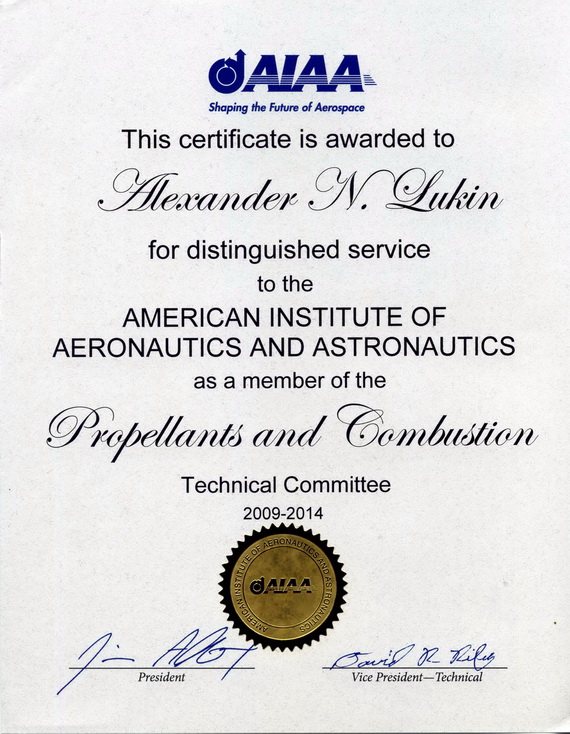 AIAA
Shaping the Future of Aerospace
This certificate is awarded to
Alexander N. Lukin
for distinguished service
to the
AMERICAN INSTITUTE OF
AERONAUTICS AND ASTRONAUTICS
as a member of the
Propellants and Combustion
Technical Committee
2009-2014
AMERICAN INSTITUTE OF AERONAUTICS AND ASTRONAUTICS
AIAA
David R. Riley
President
Vice President—Technical